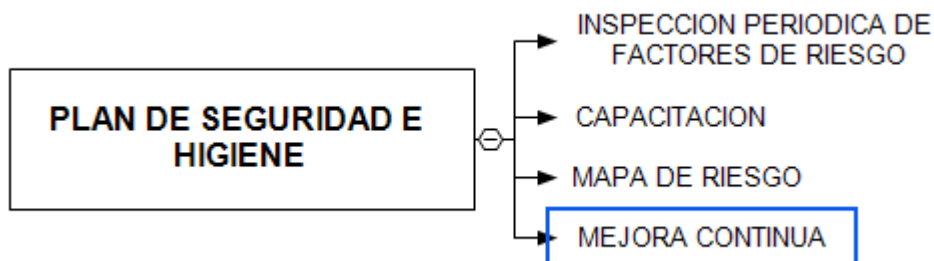 PLAN DE SEGURIDAD E
HIGIENE
INSPECCION PERIODICA DE
FACTORES DE RIESGO
CAPACITACION
MAPA DE RIESGO
MEJORA CONTINUA